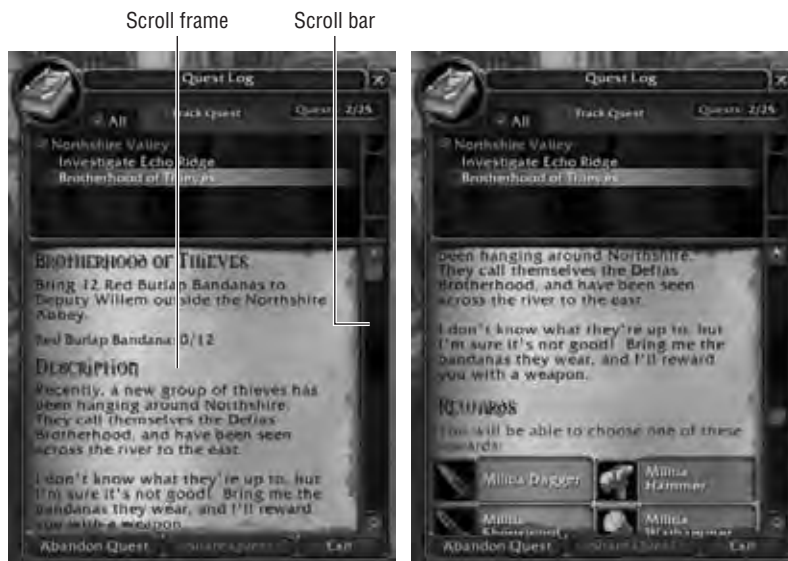 Scroll frame
Scroll bar
Quest Log
All
Track Quest
Quests: 2/25
Northshire Valley
Investigate Echo Ridge
Brotherhood of Thieves
Brotherhood of Thieves
Bring 12 Red Burlap Bandanas to
Deputy Willem outside the Northshire
Abbey.
Red Burlap Bandana: 0/12
Description
Recently, a new group of thieves has
been hanging around Northshire.
They call themselves the Defias
Brotherhood, and have been seen
across the river to the east.
I don't know what they're up to, but
I'm sure it's not good! Bring me the
bandanas they wear, and I'll reward
you with a weapon.
Abandon Quest
Share Quest
Exit
Quest Log
All
Track Quest
Quests: 2/25
Northshire Valley
Investigate Echo Ridge
Brotherhood of Thieves
been hanging around Northshire.
They call themselves the Defias
Brotherhood, and have been seen
across the river to the east.
I don't know what they're up to, but
I'm sure it's not good! Bring me the
bandanas they wear, and I'll reward
you with a weapon.
Rewards
You will be able to choose one of these
rewards:
Militia Dagger
Militia
Hammer
Militia
Militia
Warhammer
Abandon Quest
Share Quest
Exit